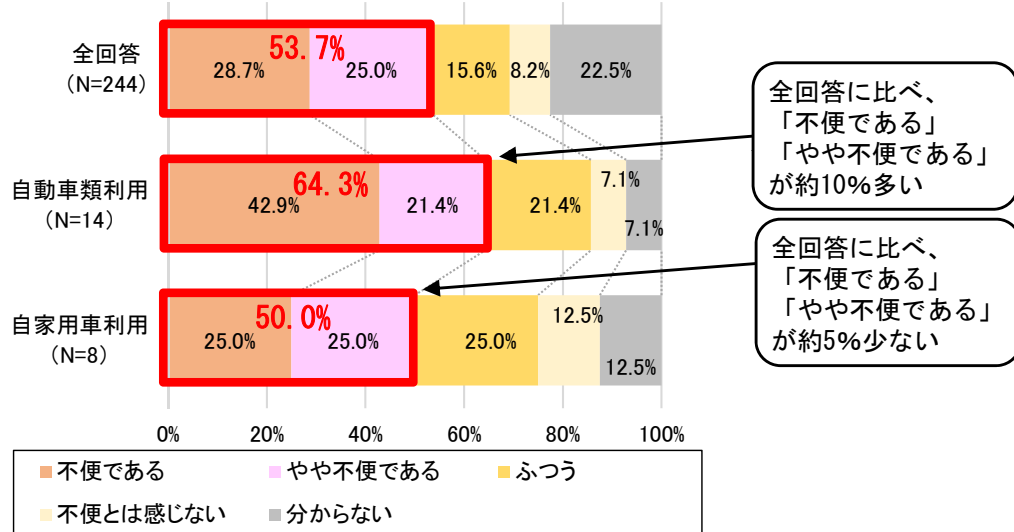 全回答
(N=244)
53.7%
28.7%
25.0%
15.6%
8.2%
22.5%
全回答に比べ、
「不便である」
「やや不便である」
が約10%多い
自動車類利用
(N=14)
64.3%
42.9%
21.4%
21.4%
7.1%
7.1%
全回答に比べ、
「不便である」
「やや不便である」
が約5%少ない
自家用車利用
(N=8)
50.0%
25.0%
25.0%
25.0%
12.5%
12.5%
0%
20%
40%
60%
80%
100%
不便である
やや不便である
ふつう
不便とは感じない
分からない